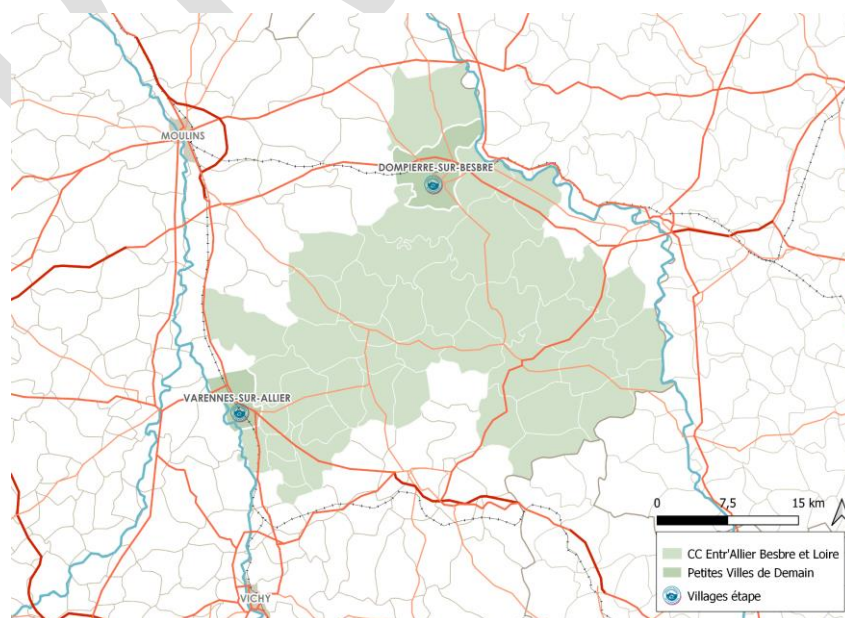 MOULINS
DOMPIERRE-SUR-BESBRE
VARENNES-SUR-ALLIER
VICHY
0 7,5 15 km
CC Entr'Allier Besbre et Loire
Petites Villes de Demain
Villages étape